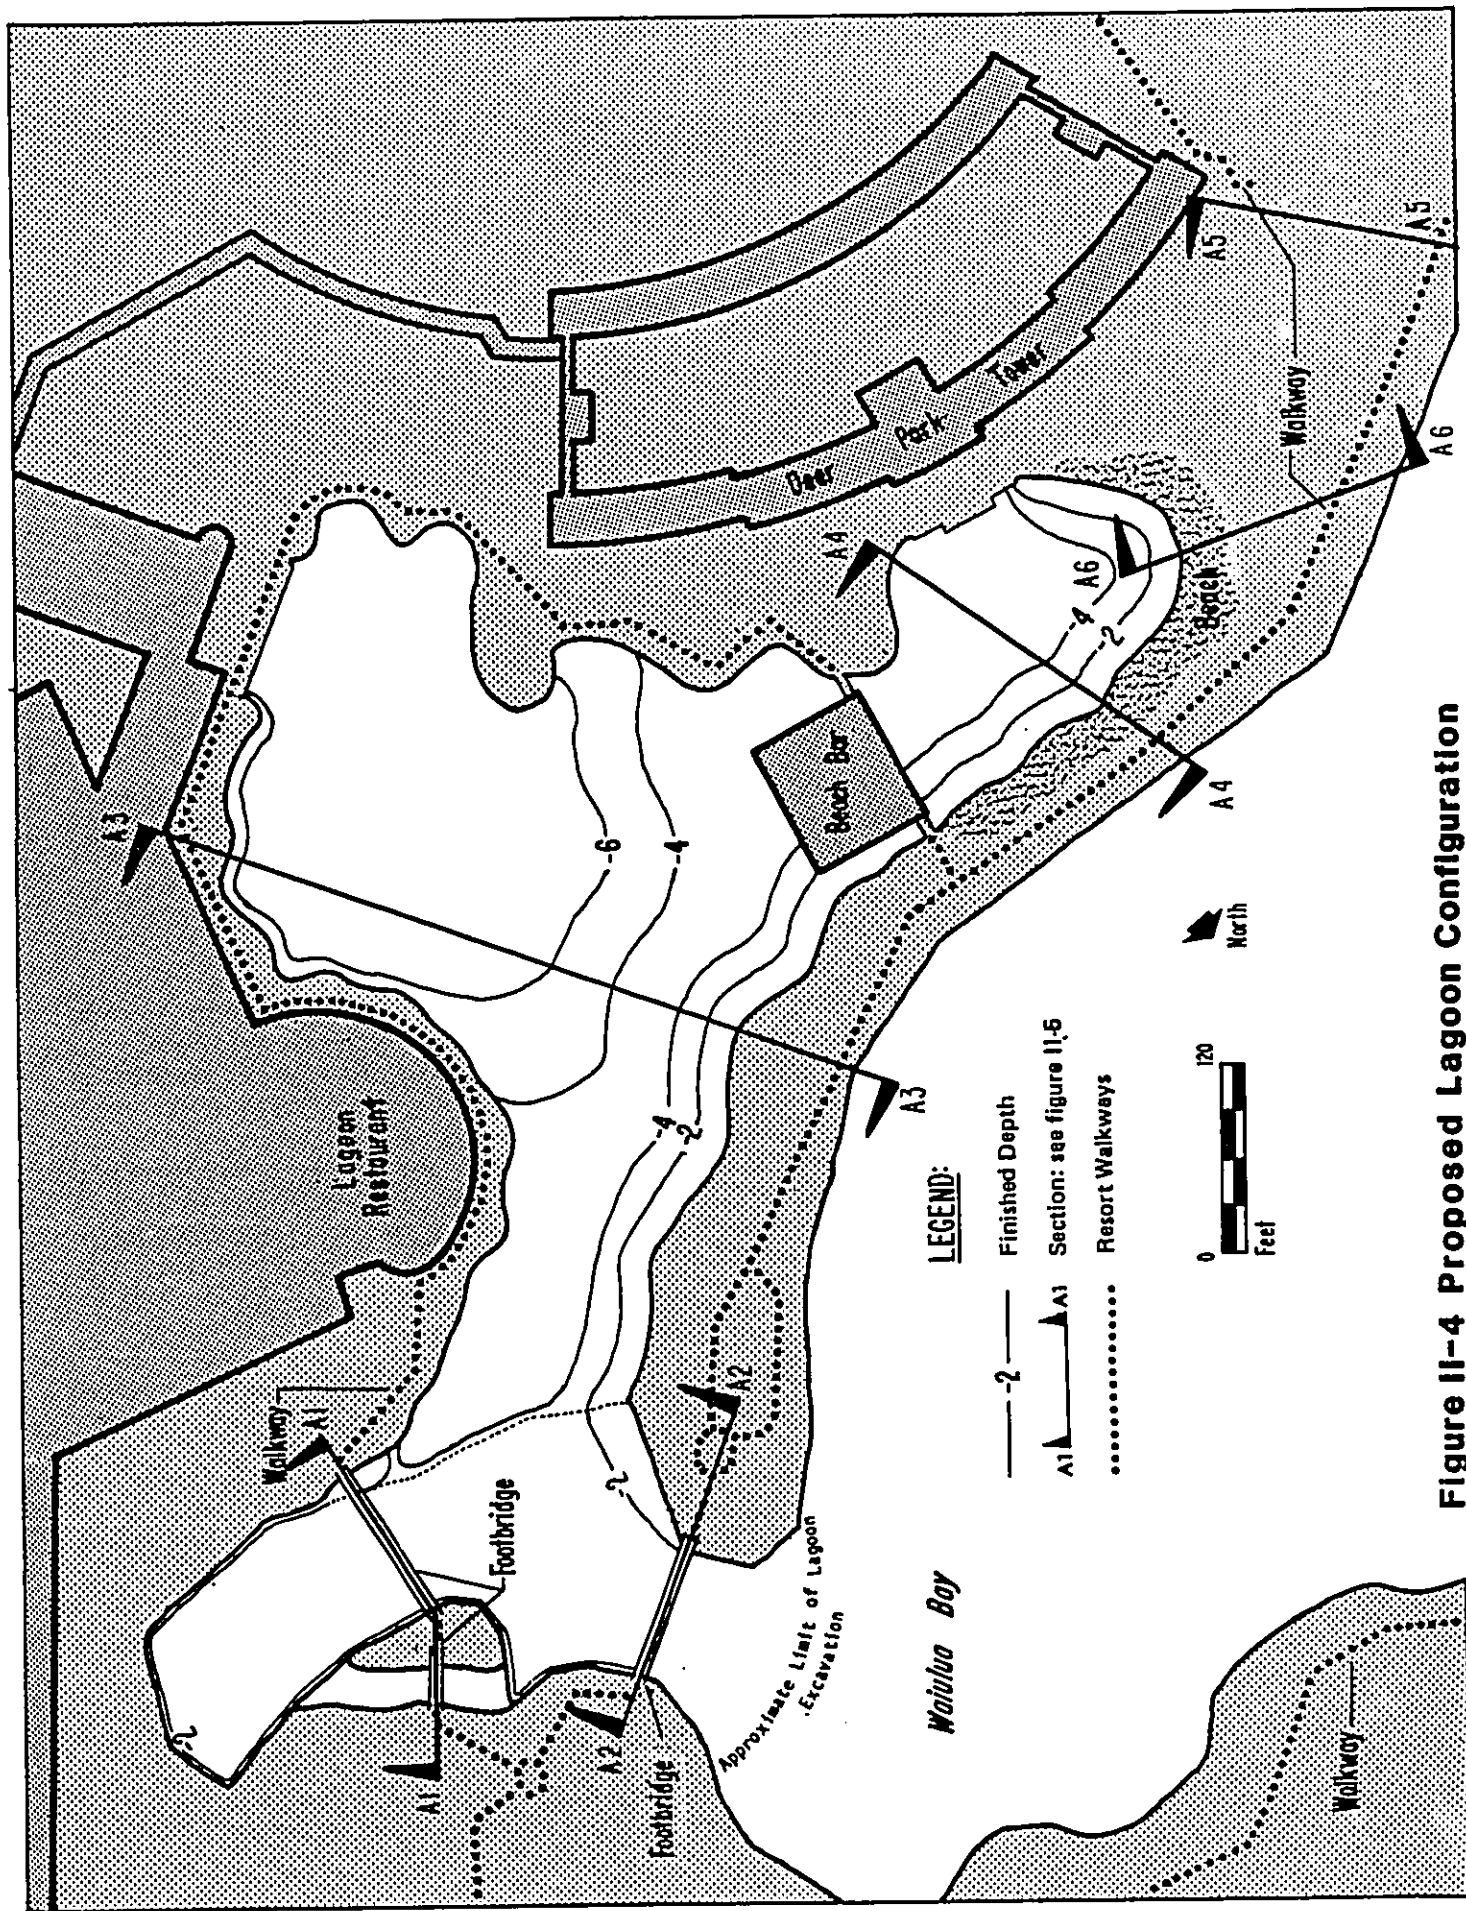 Lagoon
Restaurant
Walkway
A1
A1
Footbridge
-2
-2
A2
A2
Footbridge
Approximate Limit of Lagoon
Excavation
Waiulua Bay
Walkway
A3
A3
-6
-4
-4
-2
Beach Bar
Deer Park Tower
A4
A4
-4
-2
A6
A6
Beach
A5
A5
Walkway
North
LEGEND:
-2 Finished Depth
A1 A1 Section: see figure II-5
Resort Walkways
0 120
Feet
Figure II-4 Proposed Lagoon Configuration